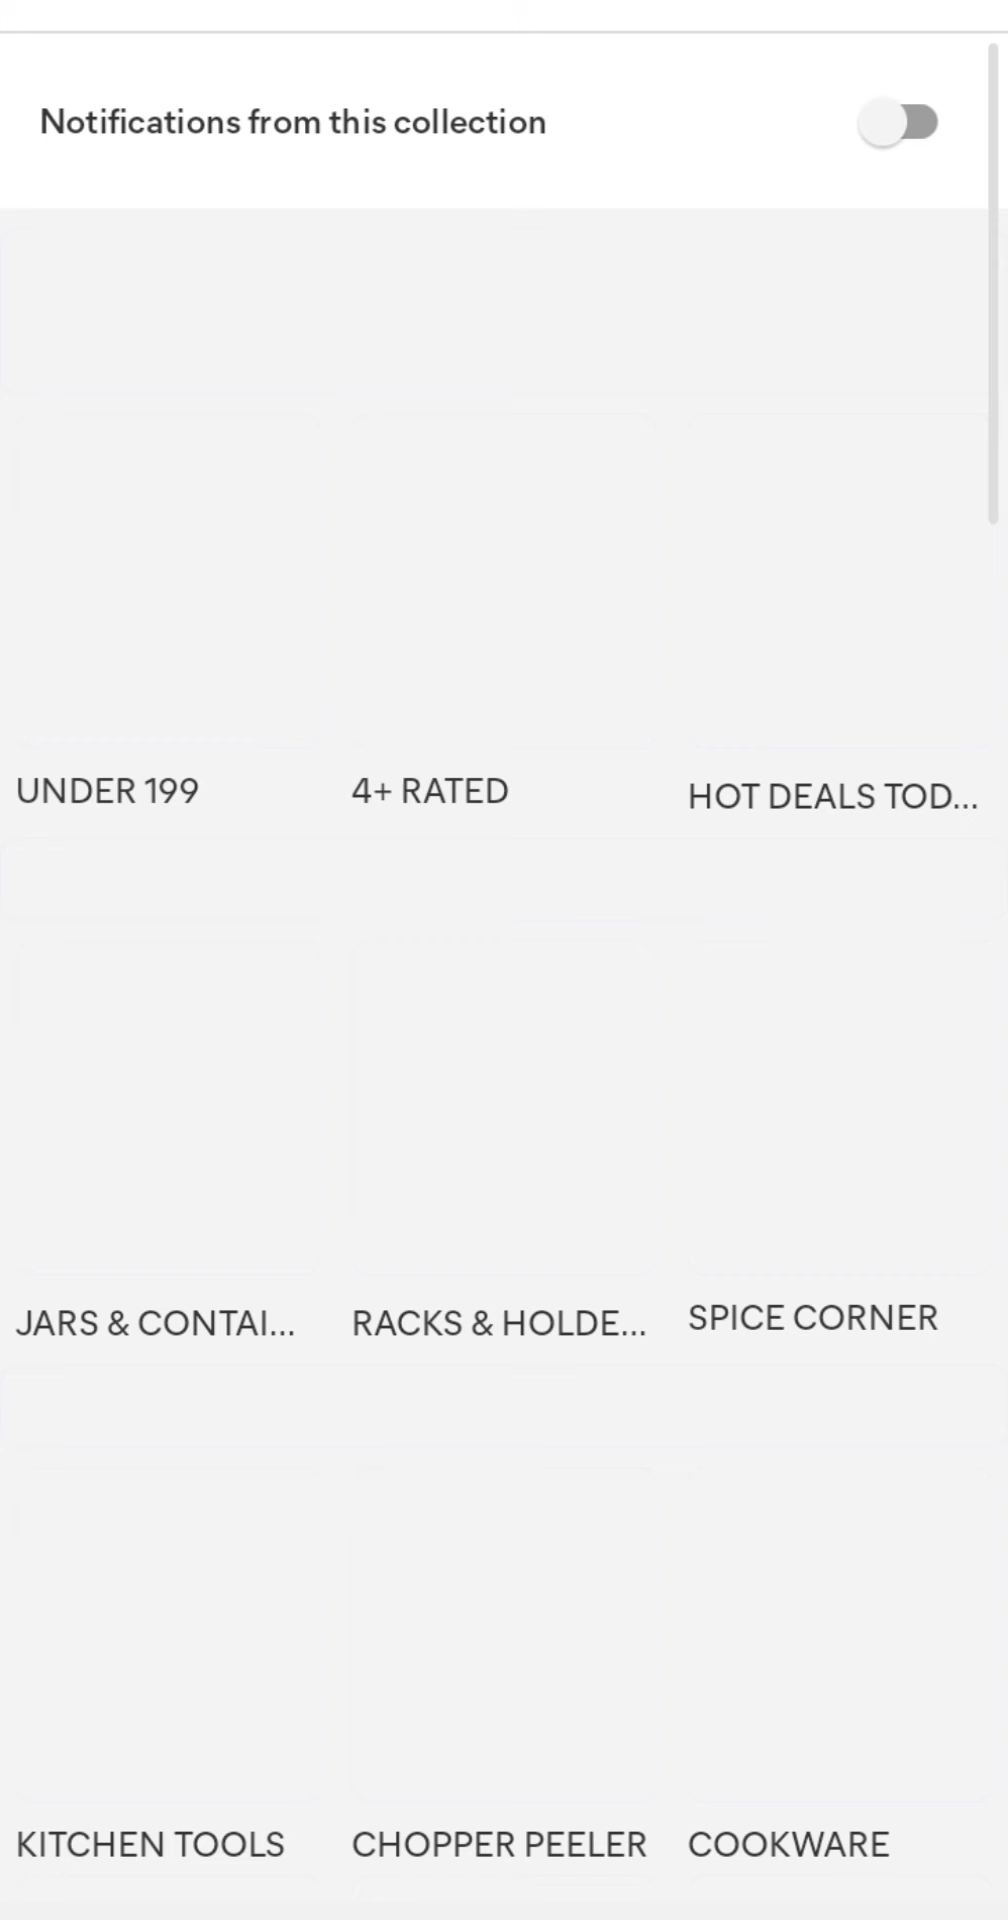 Notifications from this collection
UNDER 199
4+ RATED
HOT DEALS TOD...
JARS & CONTAI...
RACKS & HOLDE...
SPICE CORNER
KITCHEN TOOLS
CHOPPER PEELER
COOKWARE